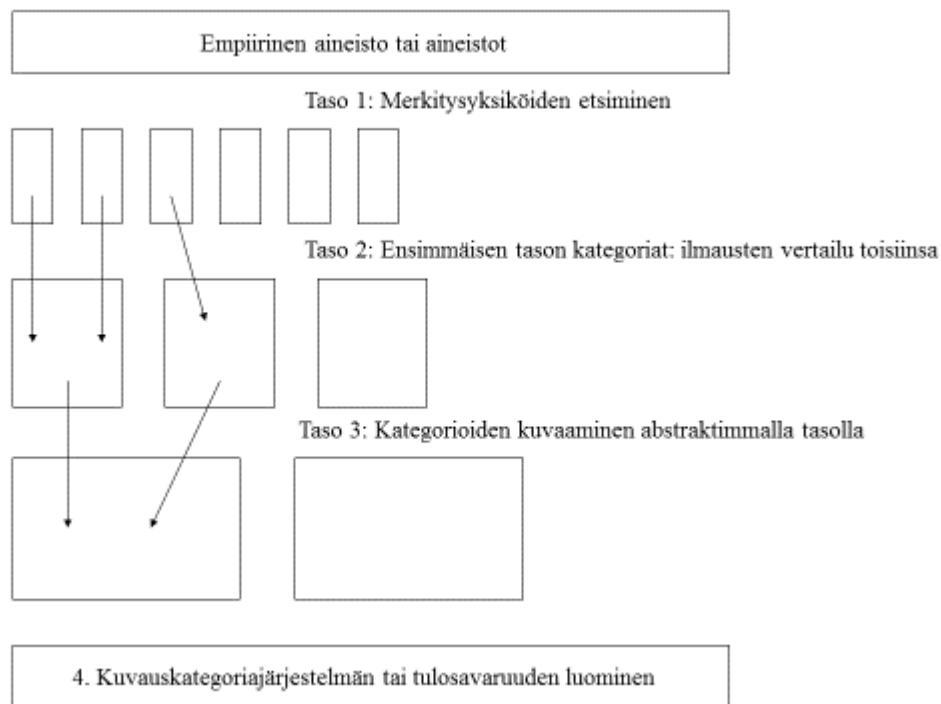 Empiirinen aineisto tai aineistot
Taso 1: Merkitysyksiköiden etsiminen
Taso 2: Ensimmäisen tason kategoriat: ilmausten vertailu toisiinsa
Taso 3: Kategorioiden kuvaaminen abstraktimmalla tasolla
4. Kuvauskategoriajärjestelmän tai tulosavaruuden luominen